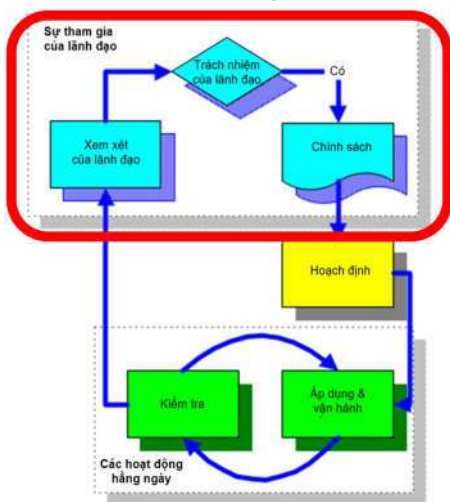 Sự tham gia
của lãnh đạo
Trách nhiệm
của lãnh đạo
Có
Xem xét
của lãnh đạo
Chính sách
Hoạch định
Kiểm tra
Áp dụng &
vận hành
Các hoạt động
hằng ngày